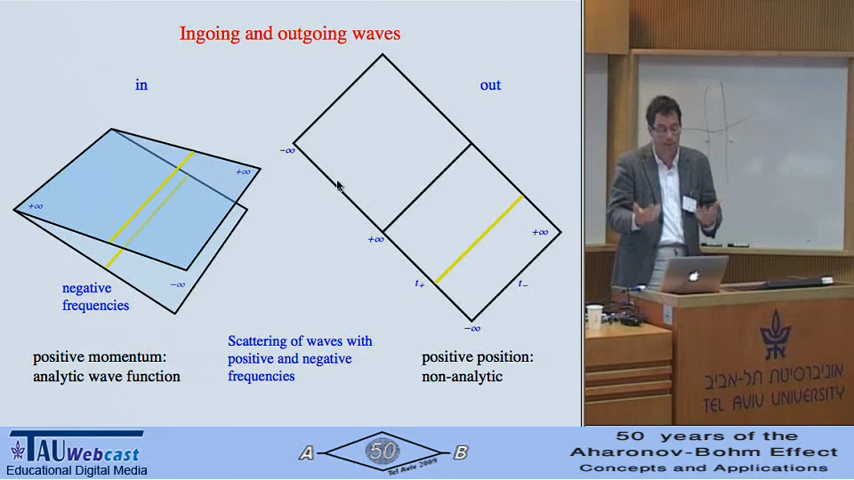 Ingoing and outgoing waves
in
out
-∞
+∞
+∞
+∞
+∞
-∞
t+
t-
-∞
negative
frequencies
Scattering of waves with
positive and negative
frequencies
positive momentum:
analytic wave function
positive position:
non-analytic
אוניברסיטת תל-אביב
TEL AVIV UNIVERSITY
TAU Webcast
Educational Digital Media
A 50 B
Tel Aviv 2009
50 years of the
Aharonov-Bohm Effect
Concepts and Applications